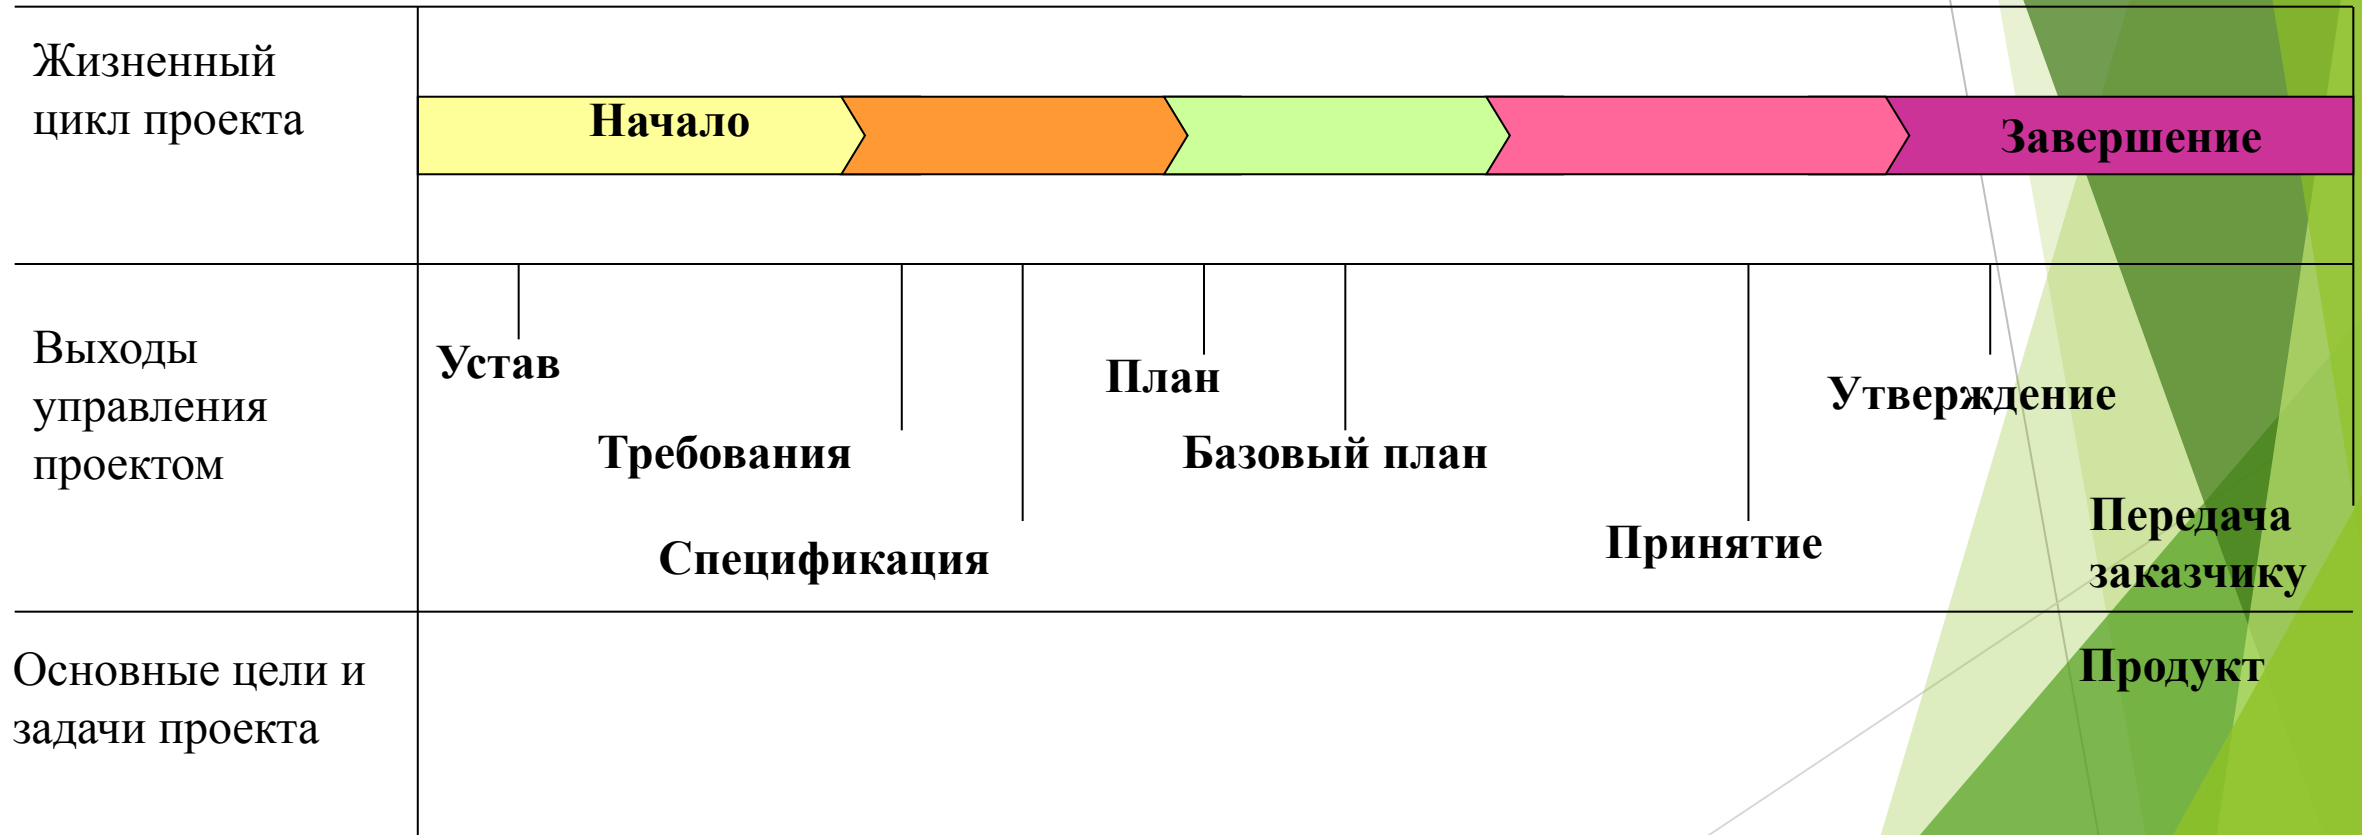 Жизненный
цикл проекта
Начало
Завершение
Выходы
управления
проектом
Устав
План
Утверждение
Требования
Базовый план
Спецификация
Принятие
Передача
заказчику
Основные цели и
задачи проекта
Продукт